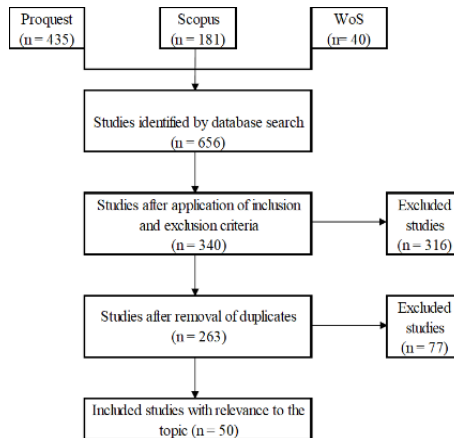 Proquest
(n = 435)
Scopus
(n = 181)
WoS
(n= 40)
Studies identified by database search
(n = 656)
Studies after application of inclusion
and exclusion criteria
(n = 340)
Excluded
studies
(n = 316)
Studies after removal of duplicates
(n = 263)
Excluded
studies
(n = 77)
Included studies with relevance to the
topic (n = 50)